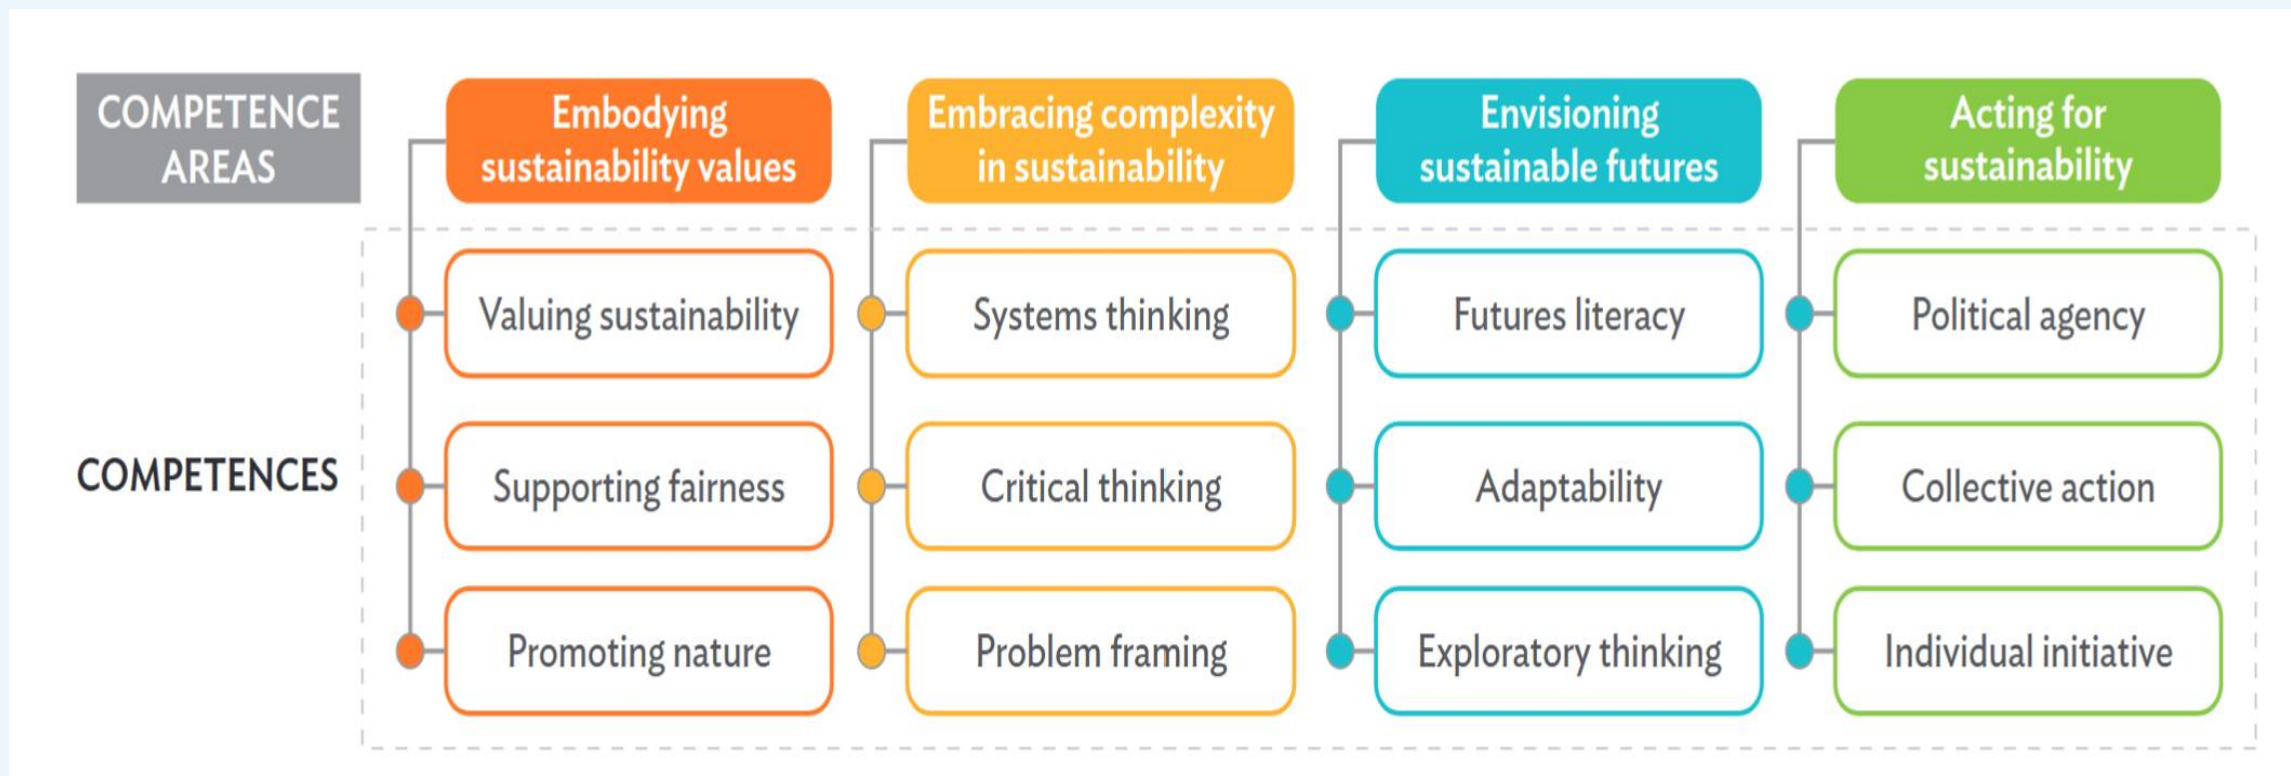 COMPETENCE
AREAS
Embodying
sustainability values
Embracing complexity
in sustainability
Envisioning
sustainable futures
Acting for
sustainability
COMPETENCES
Valuing sustainability
Supporting fairness
Promoting nature
Systems thinking
Critical thinking
Problem framing
Futures literacy
Adaptability
Exploratory thinking
Political agency
Collective action
Individual initiative